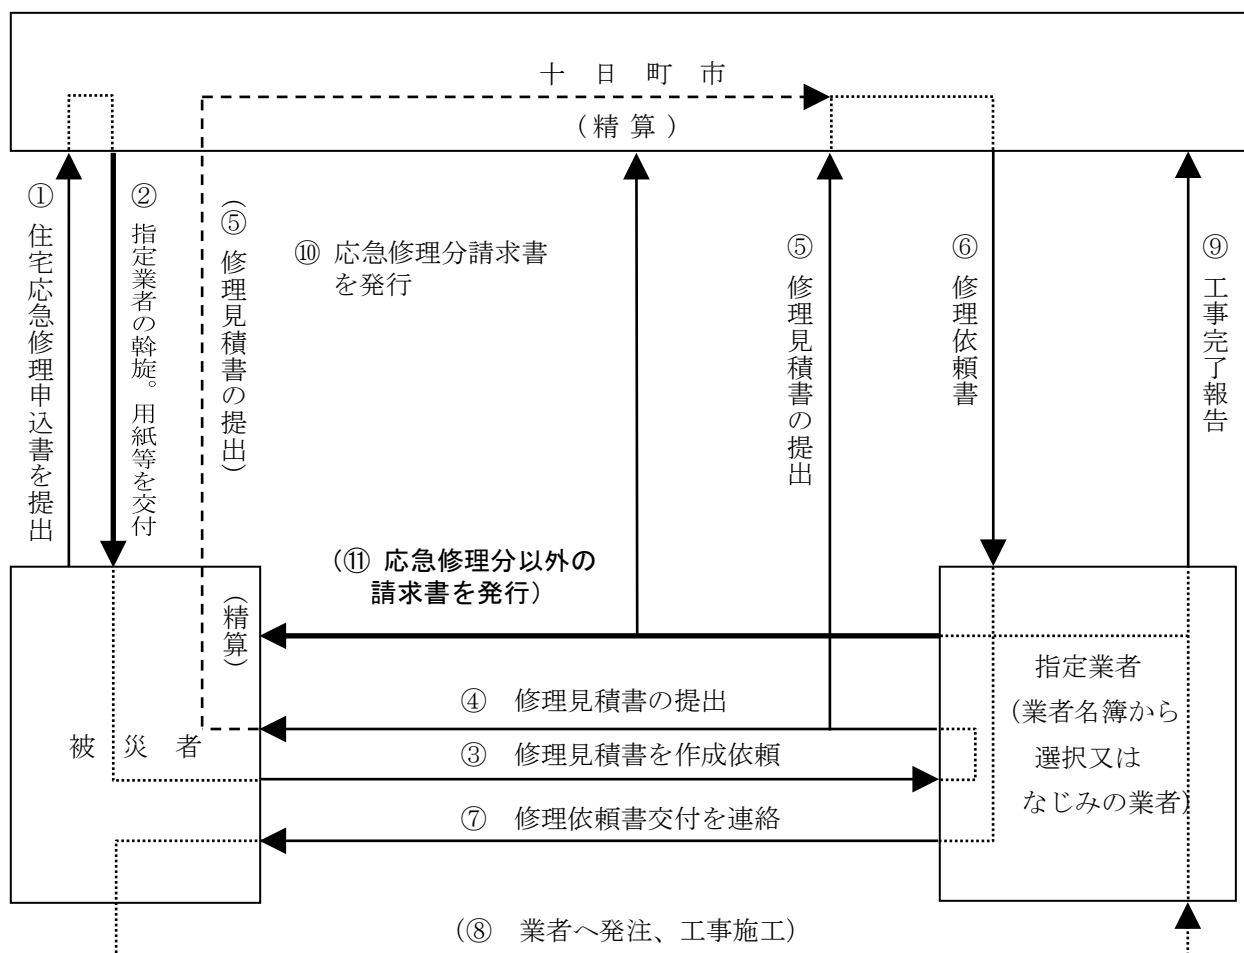 十 日 町 市
(精 算)
① 住宅応急修理申込書を提出
② 指定業者の斡旋。用紙等を交付
(⑤ 修理見積書の提出)
⑩ 応急修理分請求書
を発行
⑤ 修理見積書の提出
⑥ 修理依頼書
⑨ 工事完了報告
(⑪ 応急修理分以外の
請求書を発行)
(精算)
被 災 者
④ 修理見積書の提出
③ 修理見積書を作成依頼
⑦ 修理依頼書交付を連絡
指定業者
(業者名簿から
選択又は
なじみの業者)
(⑧ 業者へ発注、工事施工)